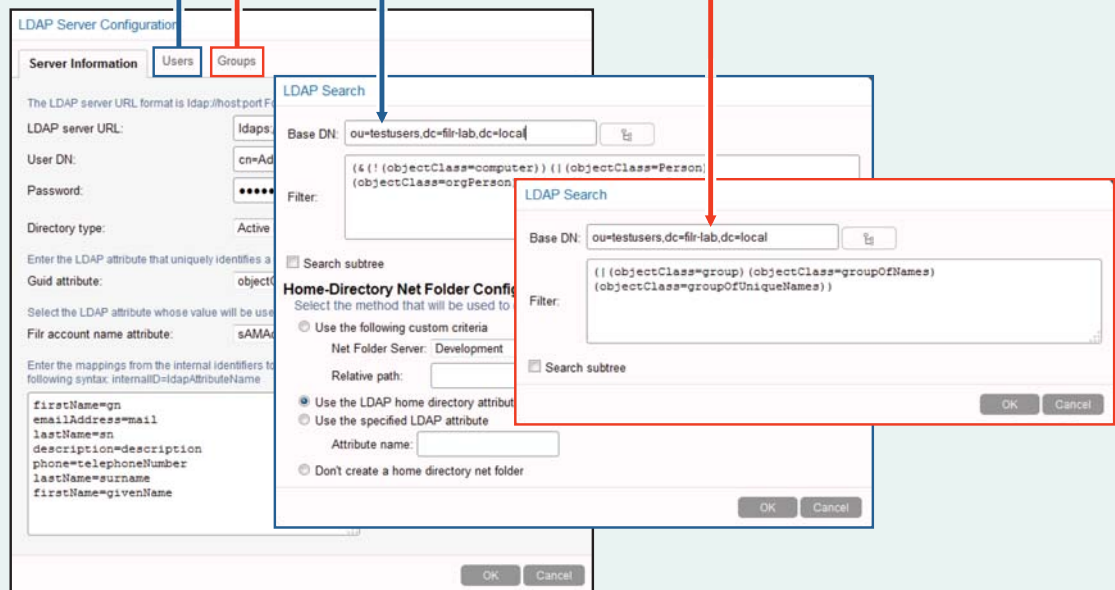 LDAP Server Configuration
Server Information
Users
Groups
The LDAP server URL format is ldap://host:port
LDAP server URL:
ldaps:
User DN:
cn=Ad
Password:
Directory type:
Active
Enter the LDAP attribute that uniquely identifies a
Guid attribute:
Select the LDAP attribute whose value will be use
Filr account name attribute:
Enter the mappings from the internal identifiers to
following syntax: internalID=ldapAttributeName
firstName=gn
emailAddress=mail
lastName=sn
description=description
phone=telephoneNumber
lastName=surname
firstName=givenName
OK
Cancel
LDAP Search
Base DN:
ou=testusers,dc=filr-lab,dc=local
Filter:
(&(!(objectClass=computer))(|(objectClass=Person)
(objectClass=orgPerson)
Search subtree
Home-Directory Net Folder Config
Select the method that will be used to
Use the following custom criteria
Net Folder Server:
Development
Relative path:
Use the LDAP home directory attribut
Use the specified LDAP attribute
Attribute name:
Don't create a home directory net folder
OK
Cancel
LDAP Search
Base DN:
ou=testusers,dc=filr-lab,dc=local
Filter:
(|(objectClass=group)(objectClass=groupOfNames)
(objectClass=groupOfUniqueNames))
Search subtree
OK
Cancel